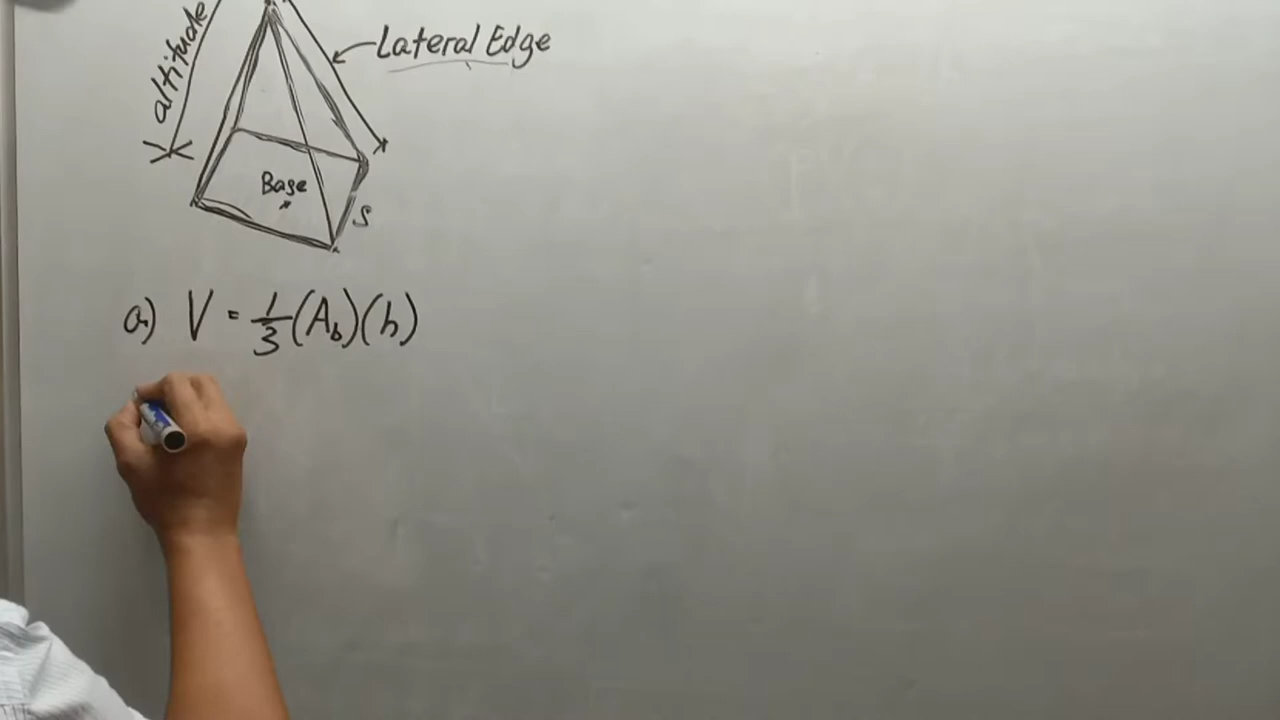 altitude
Lateral Edge
Base
s
a) V = 1/3 (A_b)(h)